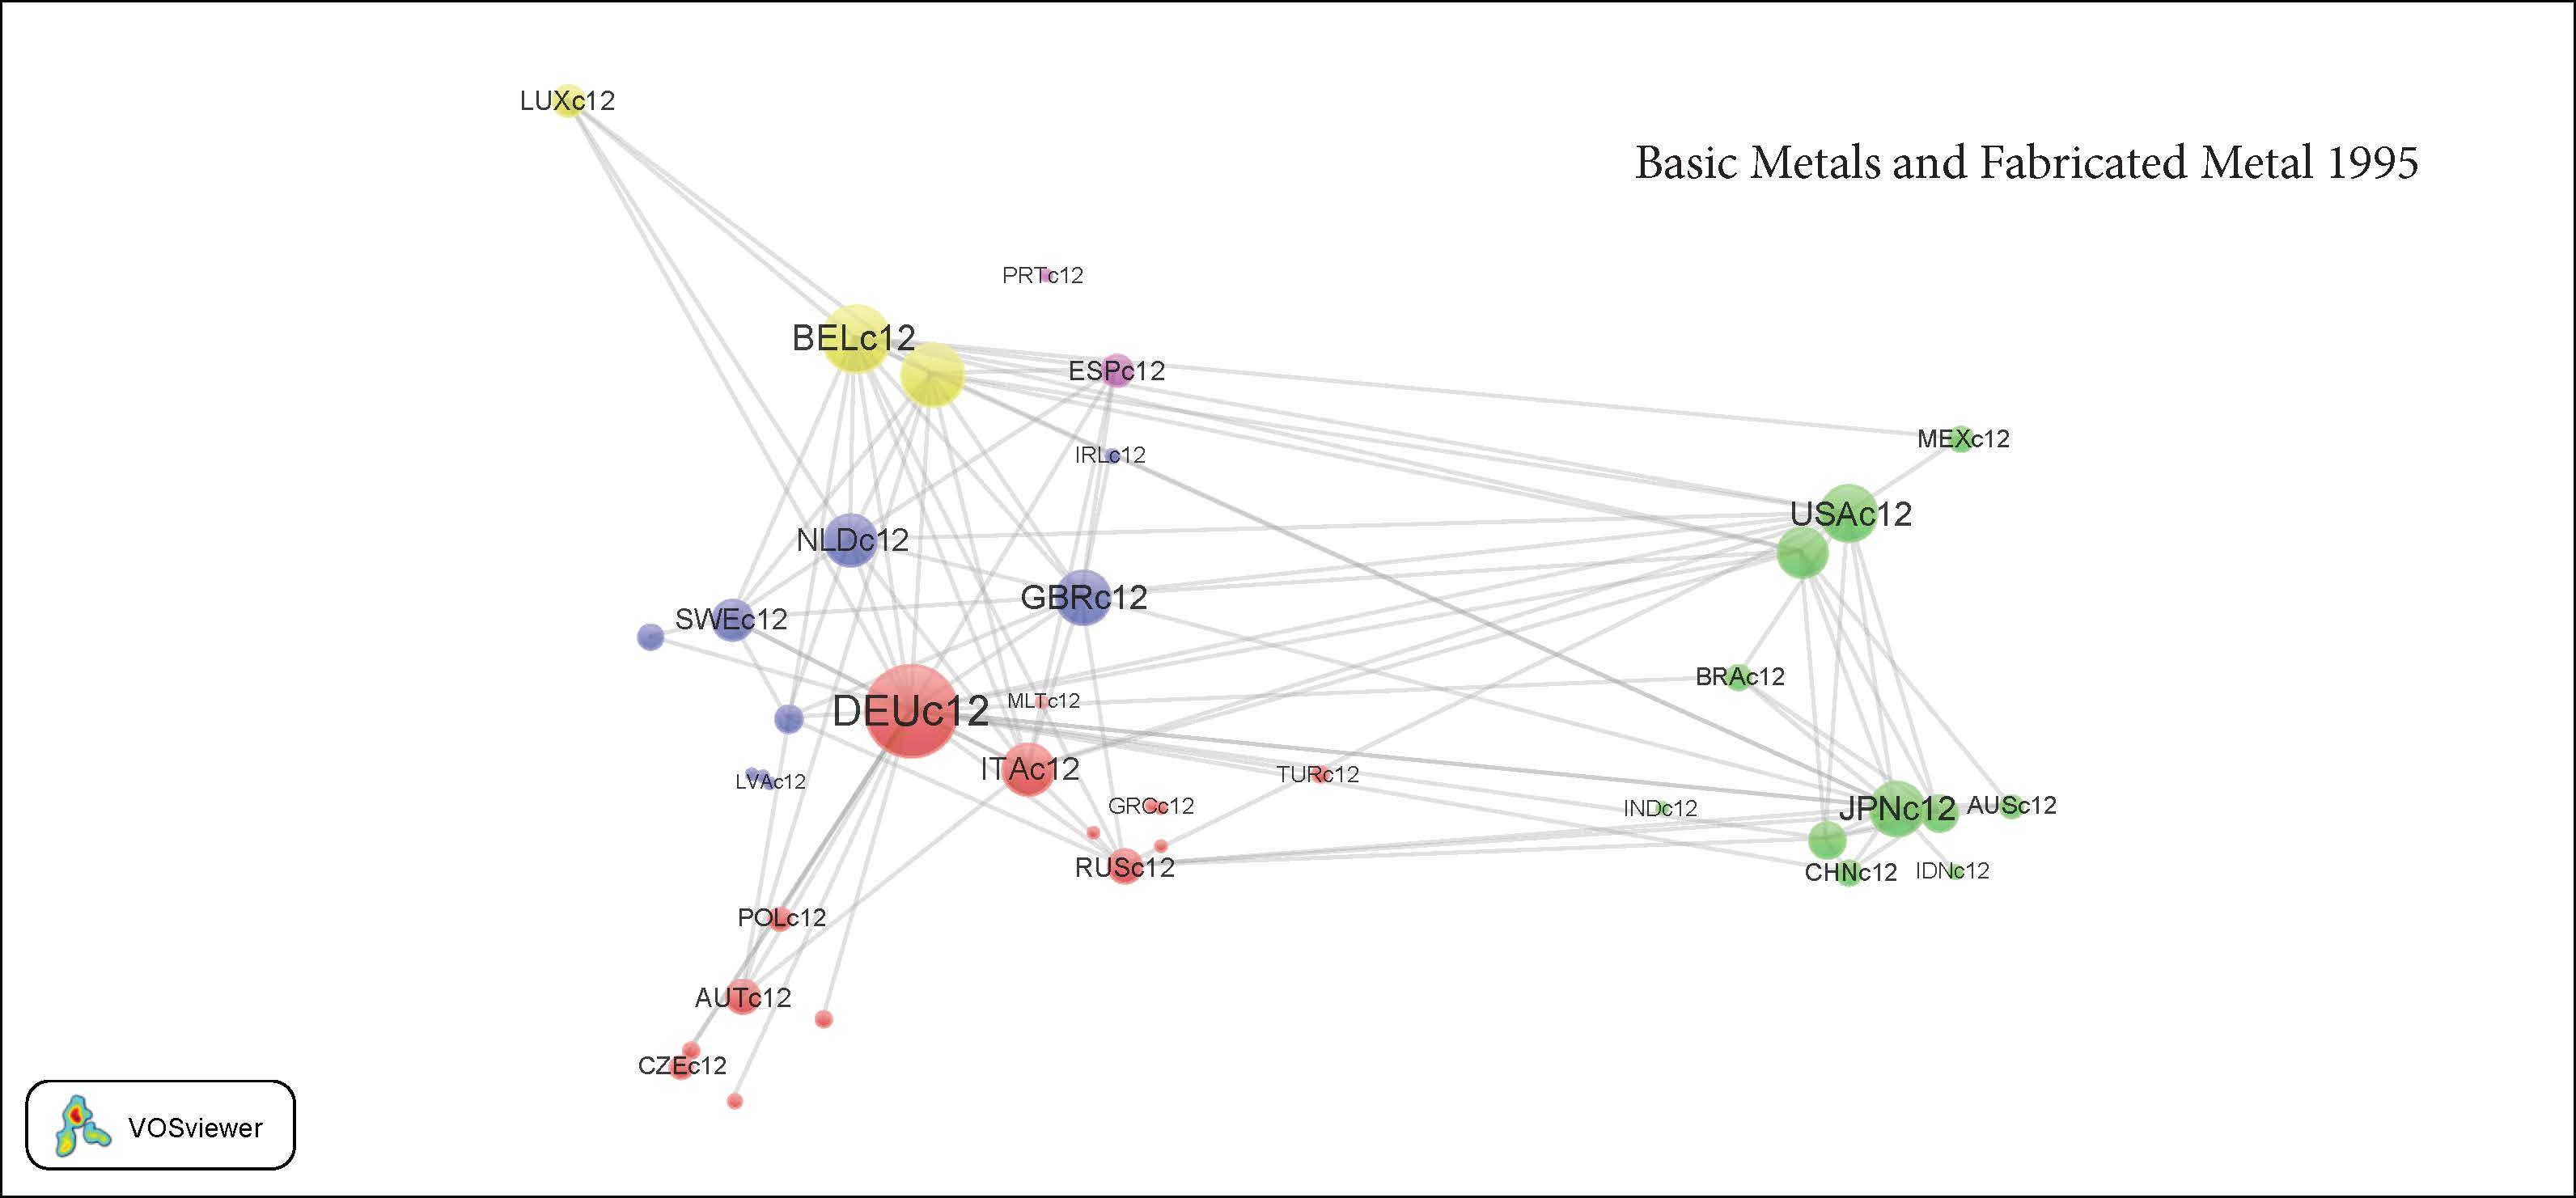 LUXc12
Basic Metals and Fabricated Metal 1995
PRTc12
BELc12
ESPc12
MEXc12
IRLc12
USAc12
NLDc12
GBRc12
SWEc12
BRAc12
DEUc12
MLTc12
ITAc12
TURc12
LVAc12
GRCc12
INDc12
JPNc12
AUSc12
RUSc12
CHNc12
IDNc12
POLc12
AUTc12
CZEc12
VOSviewer